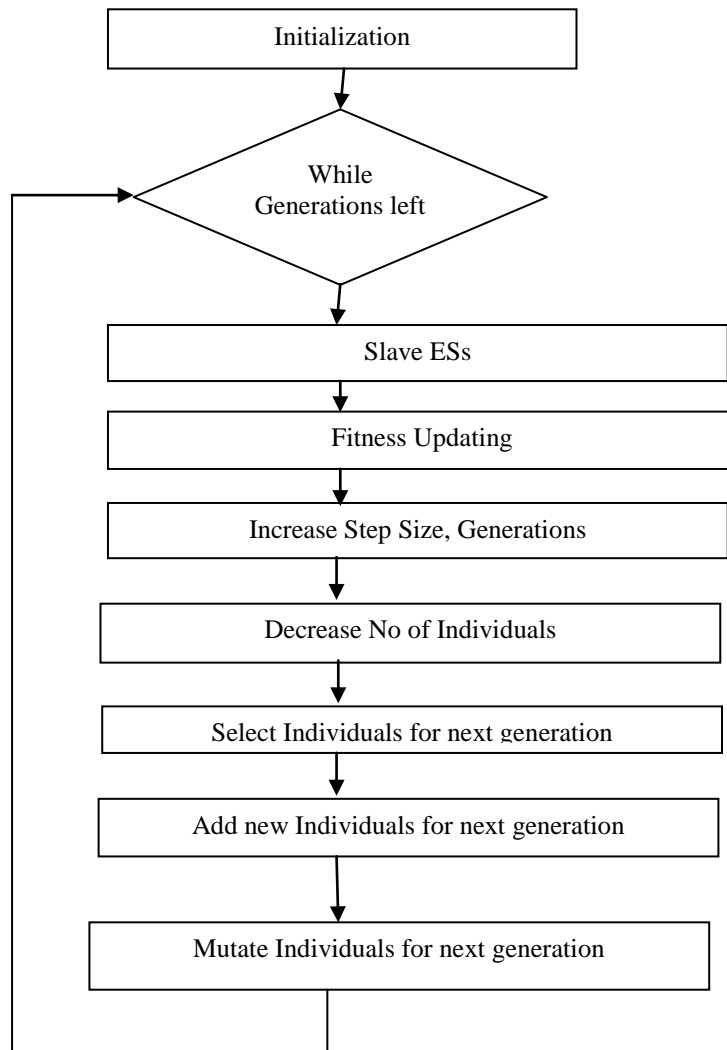 Initialization
While
Generations left
Slave ESs
Fitness Updating
Increase Step Size, Generations
Decrease No of Individuals
Select Individuals for next generation
Add new Individuals for next generation
Mutate Individuals for next generation